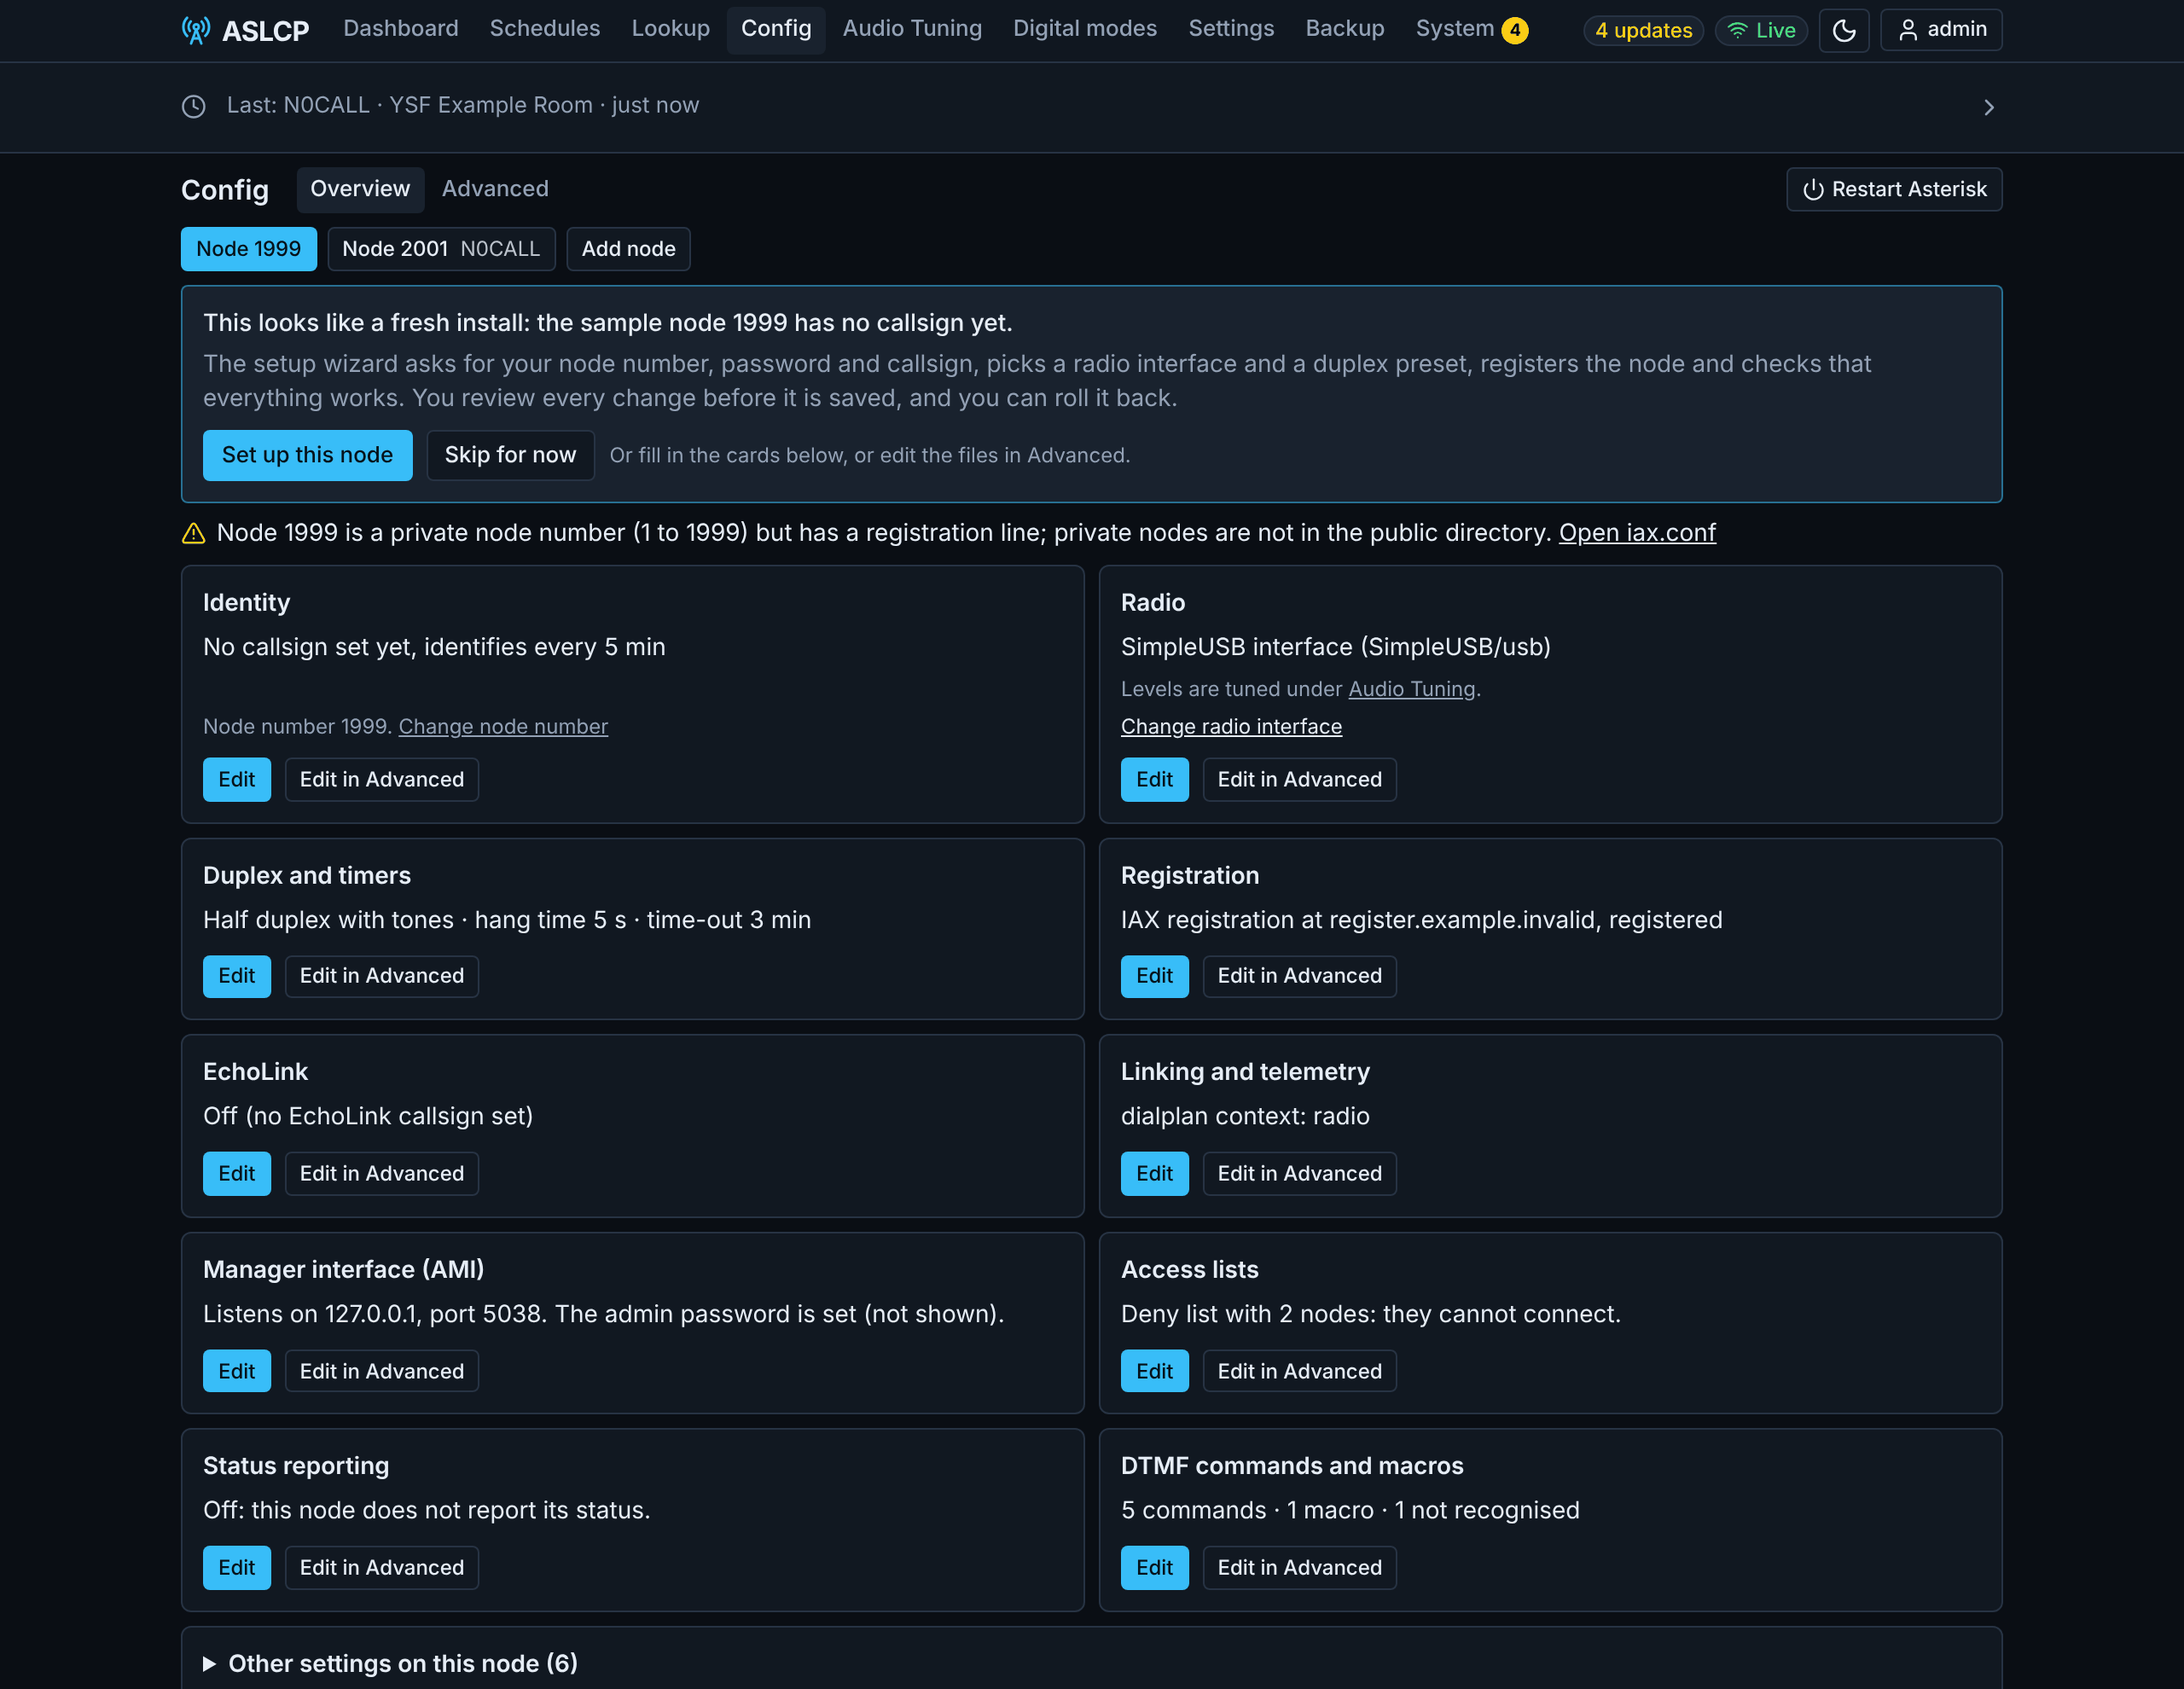 ASLCP Dashboard Schedules Lookup Config Audio Tuning Digital modes Settings Backup System 4 4 updates Live admin
Last: N0CALL · YSF Example Room · just now
Config Overview Advanced Restart Asterisk
Node 1999 Node 2001 N0CALL Add node
This looks like a fresh install: the sample node 1999 has no callsign yet.
The setup wizard asks for your node number, password and callsign, picks a radio interface and a duplex preset, registers the node and checks that
everything works. You review every change before it is saved, and you can roll it back.
Set up this node Skip for now Or fill in the cards below, or edit the files in Advanced.
Node 1999 is a private node number (1 to 1999) but has a registration line; private nodes are not in the public directory. Open iax.conf
Identity
No callsign set yet, identifies every 5 min
Node number 1999. Change node number
Edit Edit in Advanced
Radio
SimpleUSB interface (SimpleUSB/usb)
Levels are tuned under Audio Tuning.
Change radio interface
Edit Edit in Advanced
Duplex and timers
Half duplex with tones · hang time 5 s · time-out 3 min
Edit Edit in Advanced
Registration
IAX registration at register.example.invalid, registered
Edit Edit in Advanced
EchoLink
Off (no EchoLink callsign set)
Edit Edit in Advanced
Linking and telemetry
dialplan context: radio
Edit Edit in Advanced
Manager interface (AMI)
Listens on 127.0.0.1, port 5038. The admin password is set (not shown).
Edit Edit in Advanced
Access lists
Deny list with 2 nodes: they cannot connect.
Edit Edit in Advanced
Status reporting
Off: this node does not report its status.
Edit Edit in Advanced
DTMF commands and macros
5 commands · 1 macro · 1 not recognised
Edit Edit in Advanced
Other settings on this node (6)